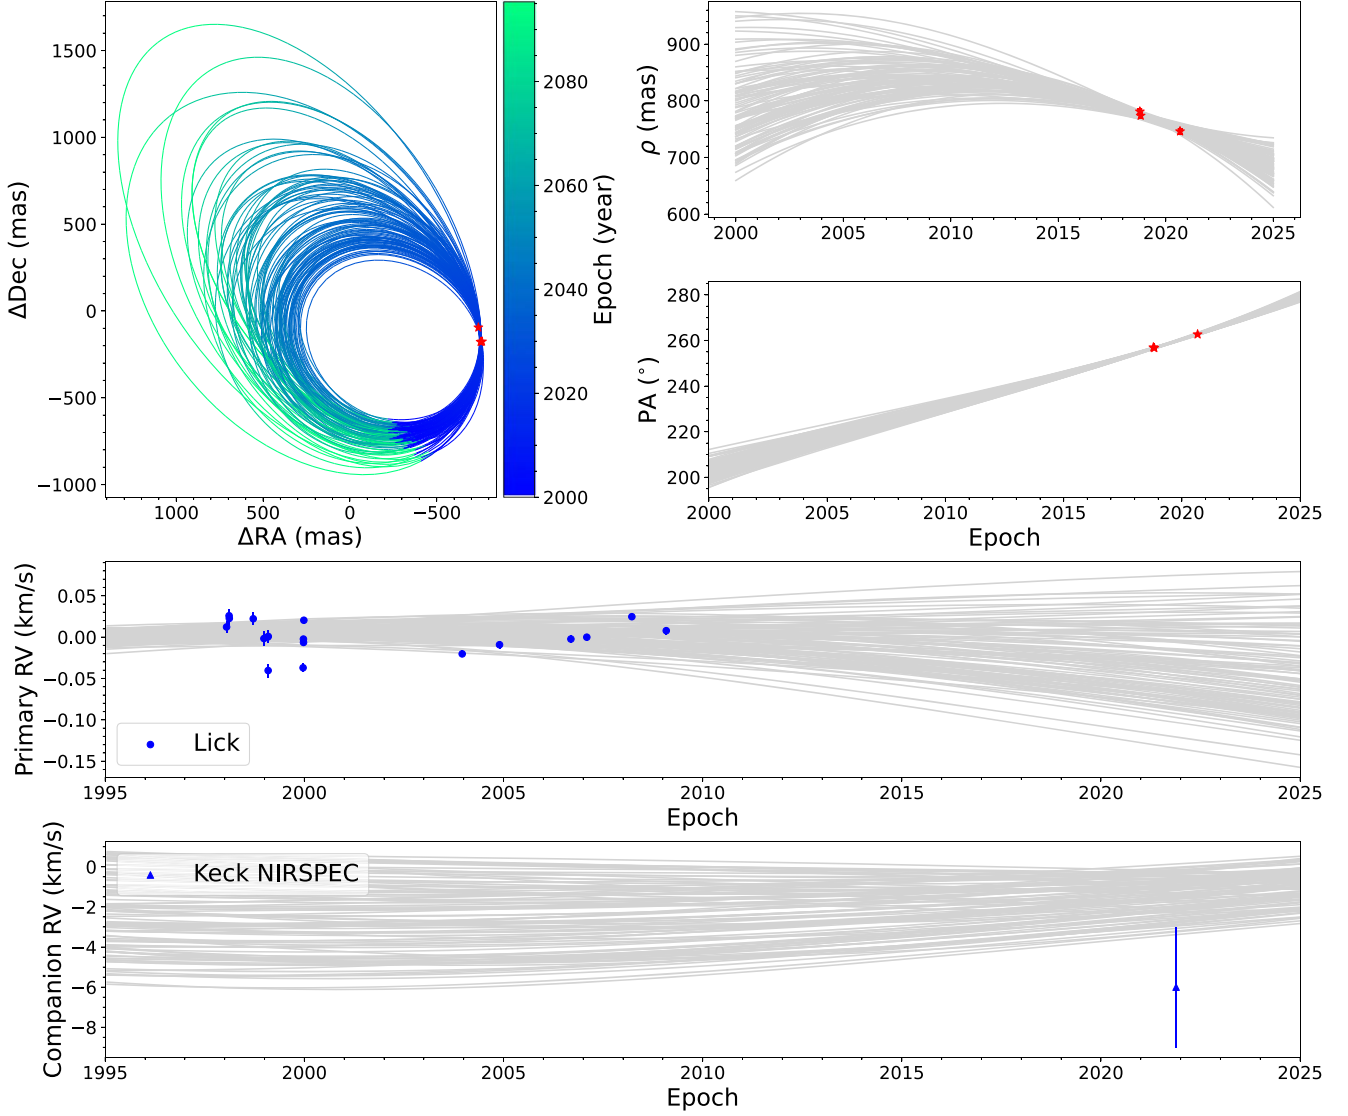 1500
1000
500
0
−500
−1000
ΔDec (mas)
1000 500 0 −500
ΔRA (mas)
2080
2060
2040
2020
2000
Epoch (year)
900
800
700
600
ρ (mas)
2000 2005 2010 2015 2020 2025
280
260
240
220
200
PA (°)
2000 2005 2010 2015 2020 2025
Epoch
0.05
0.00
−0.05
−0.10
−0.15
Primary RV (km/s)
Lick
1995 2000 2005 2010 2015 2020 2025
Epoch
0
−2
−4
−6
−8
Companion RV (km/s)
Keck NIRSPEC
1995 2000 2005 2010 2015 2020 2025
Epoch